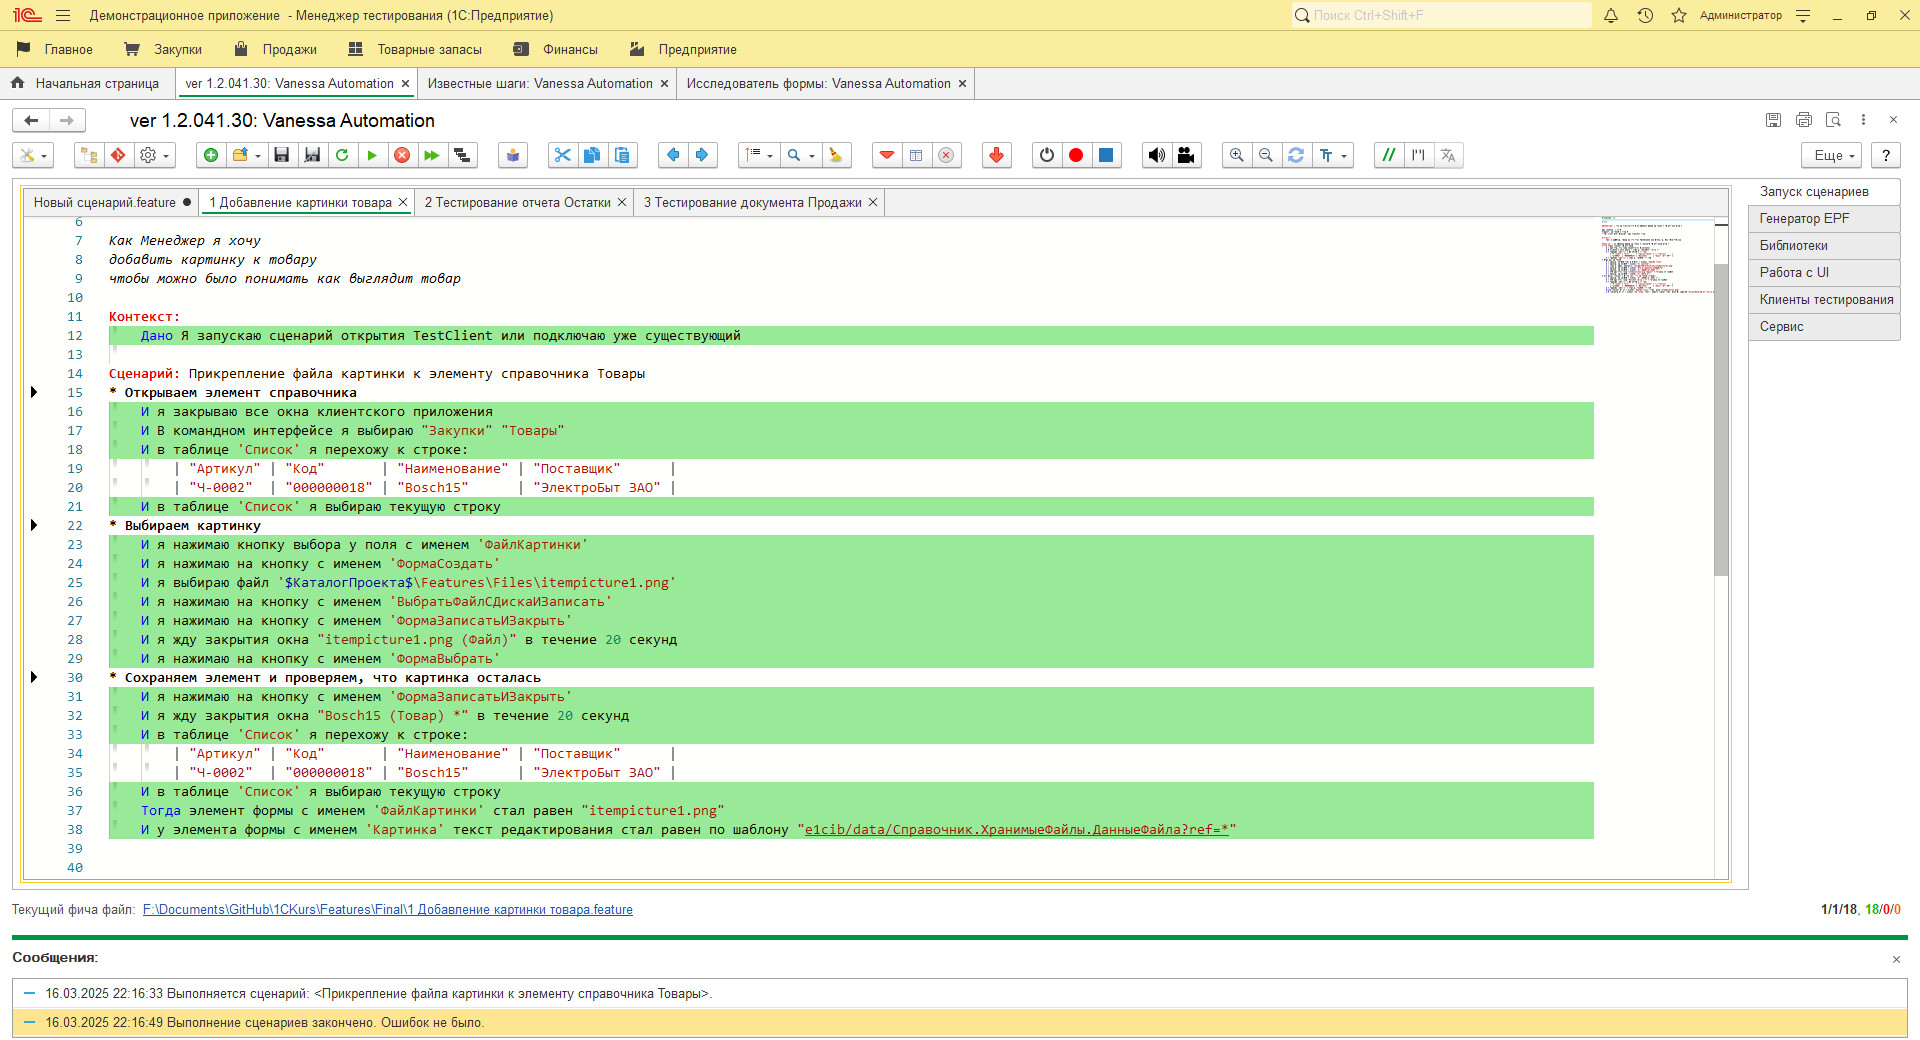 Демонстрационное приложение - Менеджер тестирования (1С:Предприятие)
Поиск Ctrl+Shift+F
Администратор
Главное Закупки Продажи Товарные запасы Финансы Предприятие
Начальная страница ver 1.2.041.30: Vanessa Automation × Известные шаги: Vanessa Automation × Исследователь формы: Vanessa Automation ×
ver 1.2.041.30: Vanessa Automation
Еще ?
Новый сценарий.feature ● 1 Добавление картинки товара × 2 Тестирование отчета Остатки × 3 Тестирование документа Продажи ×
Запуск сценариев
Генератор EPF
Библиотеки
Работа с UI
Клиенты тестирования
Сервис
6
7 Как Менеджер я хочу
8 добавить картинку к товару
9 чтобы можно было понимать как выглядит товар
10
11 Контекст:
12 Дано Я запускаю сценарий открытия TestClient или подключаю уже существующий
13
14 Сценарий: Прикрепление файла картинки к элементу справочника Товары
15 * Открываем элемент справочника
16 И я закрываю все окна клиентского приложения
17 И В командном интерфейсе я выбираю "Закупки" "Товары"
18 И в таблице 'Список' я перехожу к строке:
19 | "Артикул" | "Код" | "Наименование" | "Поставщик" |
20 | "Ч-0002" | "000000018" | "Bosch15" | "ЭлектроБыт ЗАО" |
21 И в таблице 'Список' я выбираю текущую строку
22 * Выбираем картинку
23 И я нажимаю кнопку выбора у поля с именем 'ФайлКартинки'
24 И я нажимаю на кнопку с именем 'ФормаСоздать'
25 И я выбираю файл '$КаталогПроекта$\Features\Files\itempicture1.png'
26 И я нажимаю на кнопку с именем 'ВыбратьФайлСДискаИЗаписать'
27 И я нажимаю на кнопку с именем 'ФормаЗаписатьИЗакрыть'
28 И я жду закрытия окна "itempicture1.png (Файл)" в течение 20 секунд
29 И я нажимаю на кнопку с именем 'ФормаВыбрать'
30 * Сохраняем элемент и проверяем, что картинка осталась
31 И я нажимаю на кнопку с именем 'ФормаЗаписатьИЗакрыть'
32 И я жду закрытия окна "Bosch15 (Товар) *" в течение 20 секунд
33 И в таблице 'Список' я перехожу к строке:
34 | "Артикул" | "Код" | "Наименование" | "Поставщик" |
35 | "Ч-0002" | "000000018" | "Bosch15" | "ЭлектроБыт ЗАО" |
36 И в таблице 'Список' я выбираю текущую строку
37 Тогда элемент формы с именем 'ФайлКартинки' стал равен "itempicture1.png"
38 И у элемента формы с именем 'Картинка' текст редактирования стал равен по шаблону "e1cib/data/Справочник.ХранимыеФайлы.ДанныеФайла?ref=*"
39
40
Текущий фича файл: F:\Documents\GitHub\1CKurs\Features\Final\1 Добавление картинки товара.feature
1/1/18, 18/0/0
Сообщения:
16.03.2025 22:16:33 Выполняется сценарий: <Прикрепление файла картинки к элементу справочника Товары>.
16.03.2025 22:16:49 Выполнение сценариев закончено. Ошибок не было.